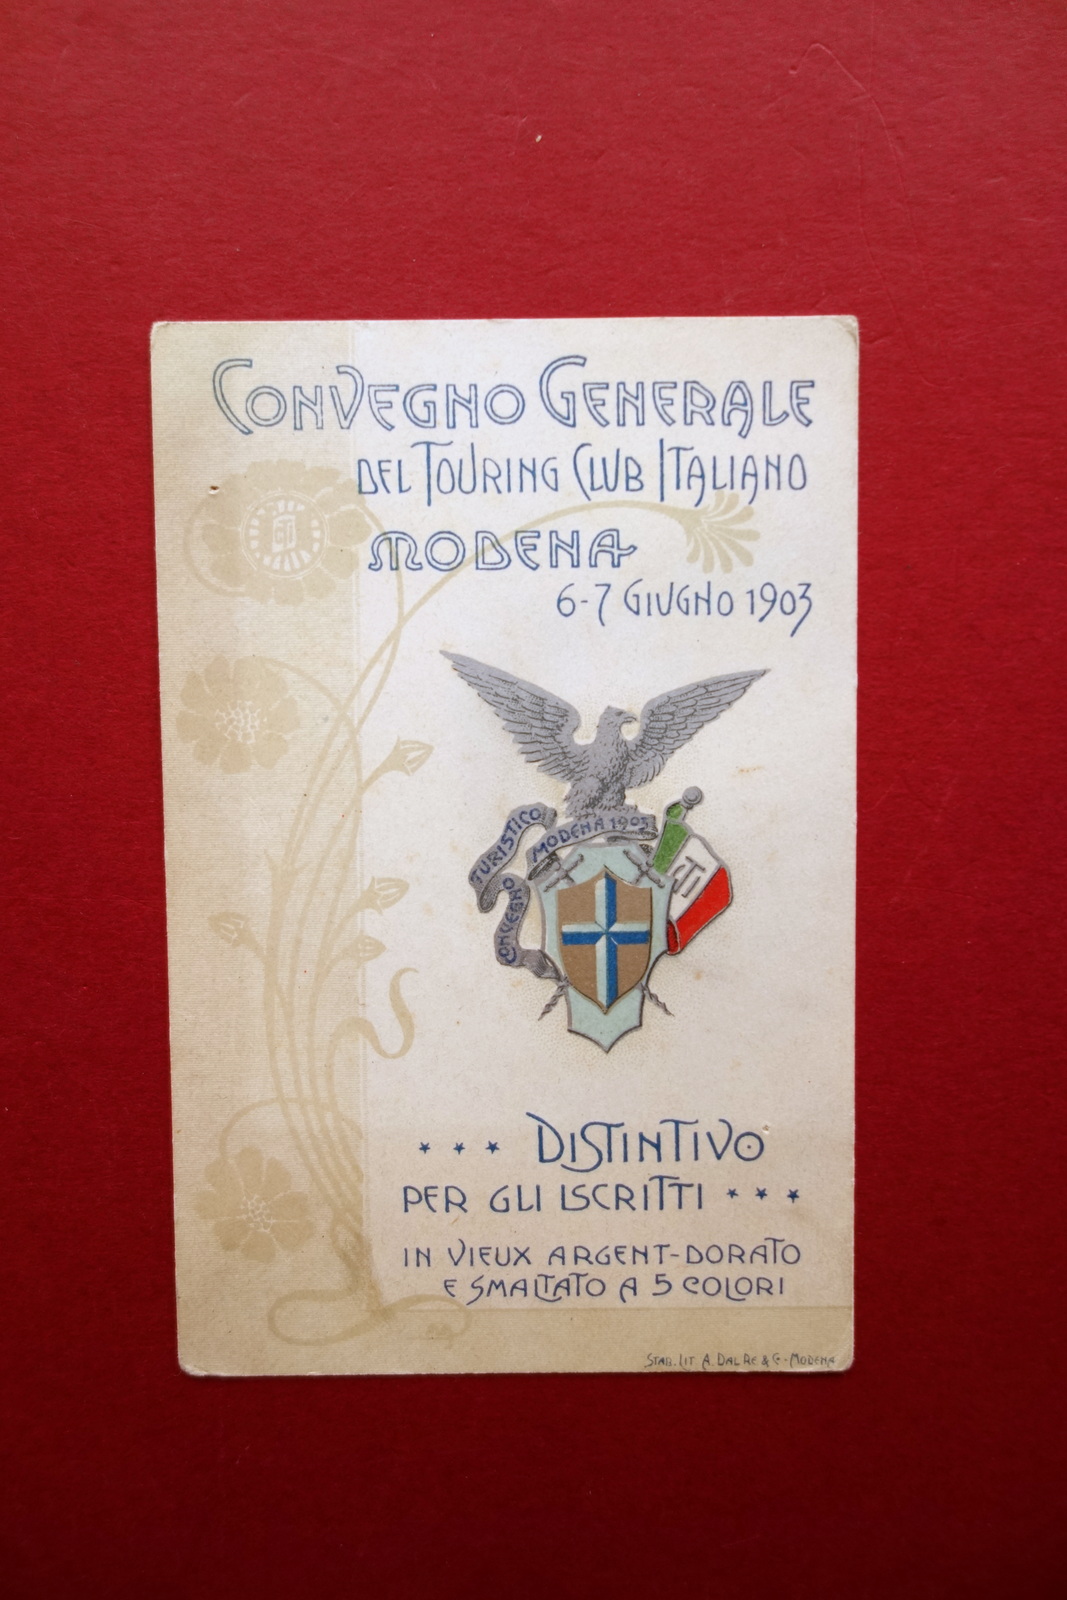 Convegno Generale
del Touring Club Italiano
Modena
6-7 Giugno 1903
Convegno
Turistico
Modena 1903
TCI
★ ★ ★ Distintivo
per gli iscritti ★ ★ ★
in vieux argent-dorato
e smaltato a 5 colori
Stab. Lit. A. Dal Re & C. - Modena